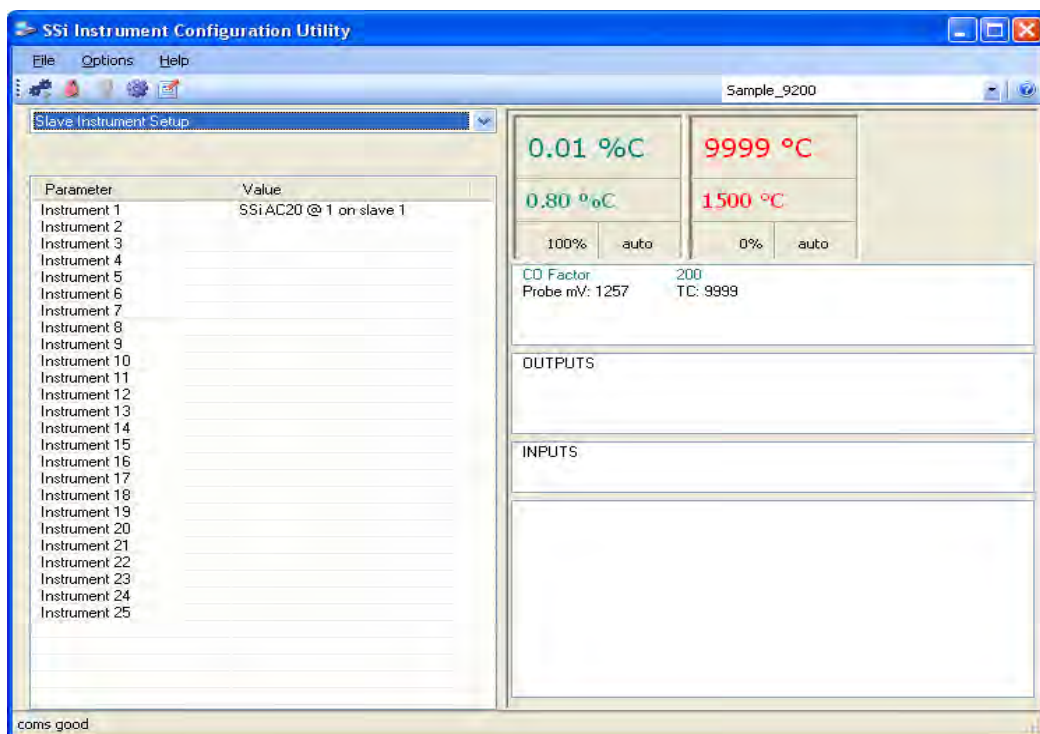 SSi Instrument Configuration Utility
File Options Help
Sample_9200
Slave Instrument Setup
Parameter Value
Instrument 1 SSi AC20 @ 1 on slave 1
Instrument 2
Instrument 3
Instrument 4
Instrument 5
Instrument 6
Instrument 7
Instrument 8
Instrument 9
Instrument 10
Instrument 11
Instrument 12
Instrument 13
Instrument 14
Instrument 15
Instrument 16
Instrument 17
Instrument 18
Instrument 19
Instrument 20
Instrument 21
Instrument 22
Instrument 23
Instrument 24
Instrument 25
0.01 %C 9999 °C
0.80 %C 1500 °C
100% auto 0% auto
CO Factor 200
Probe mV: 1257 TC: 9999
OUTPUTS
INPUTS
coms good